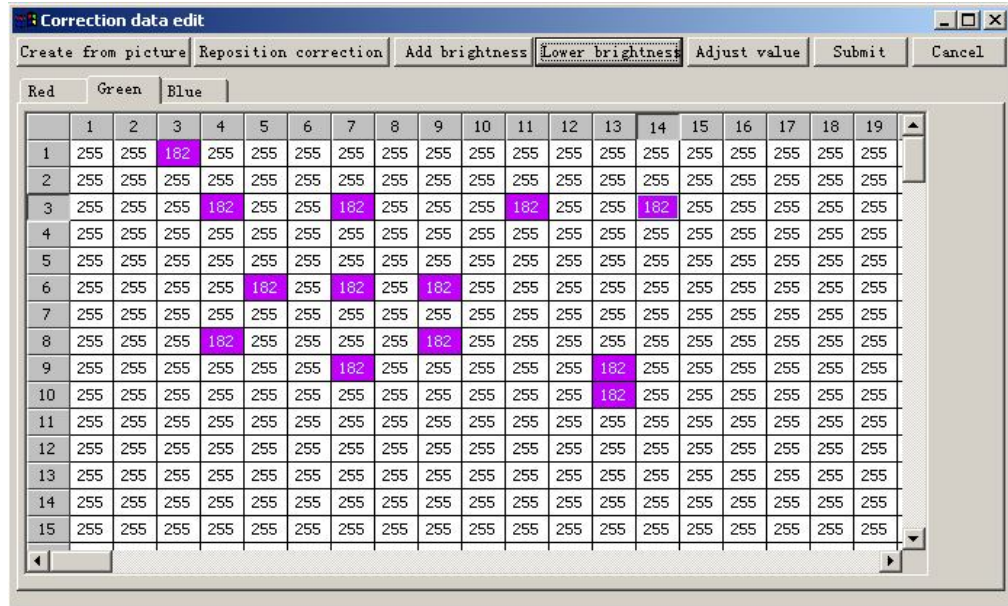 Correction data edit
Create from picture Reposition correction Add brightness Lower brightness Adjust value Submit Cancel
Red Green Blue
1 2 3 4 5 6 7 8 9 10 11 12 13 14 15 16 17 18 19
1 255 255 182 255 255 255 255 255 255 255 255 255 255 255 255 255 255 255 255
2 255 255 255 255 255 255 255 255 255 255 255 255 255 255 255 255 255 255 255
3 255 255 255 182 255 255 182 255 255 255 182 255 255 182 255 255 255 255 255
4 255 255 255 255 255 255 255 255 255 255 255 255 255 255 255 255 255 255 255
5 255 255 255 255 255 255 255 255 255 255 255 255 255 255 255 255 255 255 255
6 255 255 255 255 182 255 182 255 182 255 255 255 255 255 255 255 255 255 255
7 255 255 255 255 255 255 255 255 255 255 255 255 255 255 255 255 255 255 255
8 255 255 255 182 255 255 255 255 182 255 255 255 255 255 255 255 255 255 255
9 255 255 255 255 255 255 182 255 255 255 255 255 182 255 255 255 255 255 255
10 255 255 255 255 255 255 255 255 255 255 255 255 182 255 255 255 255 255 255
11 255 255 255 255 255 255 255 255 255 255 255 255 255 255 255 255 255 255 255
12 255 255 255 255 255 255 255 255 255 255 255 255 255 255 255 255 255 255 255
13 255 255 255 255 255 255 255 255 255 255 255 255 255 255 255 255 255 255 255
14 255 255 255 255 255 255 255 255 255 255 255 255 255 255 255 255 255 255 255
15 255 255 255 255 255 255 255 255 255 255 255 255 255 255 255 255 255 255 255